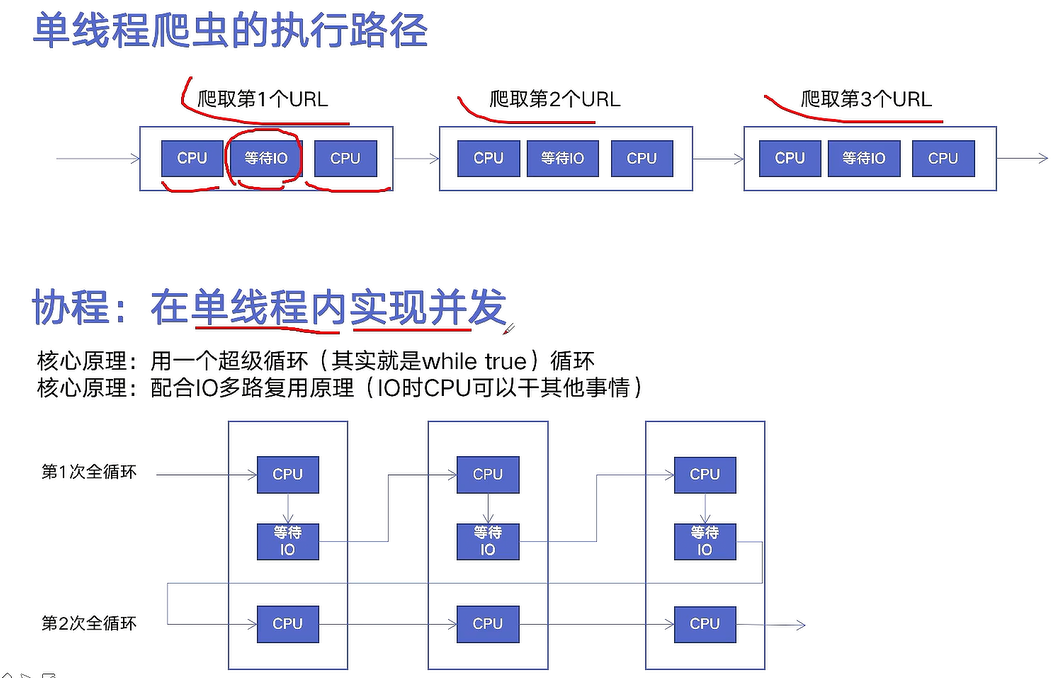 单线程爬虫的执行路径
爬取第1个URL 爬取第2个URL 爬取第3个URL
CPU 等待IO CPU CPU 等待IO CPU CPU 等待IO CPU
协程：在单线程内实现并发
核心原理：用一个超级循环（其实就是while true）循环
核心原理：配合IO多路复用原理（IO时CPU可以干其他事情）
第1次全循环 CPU CPU CPU
等待 等待 等待
IO IO IO
第2次全循环 CPU CPU CPU